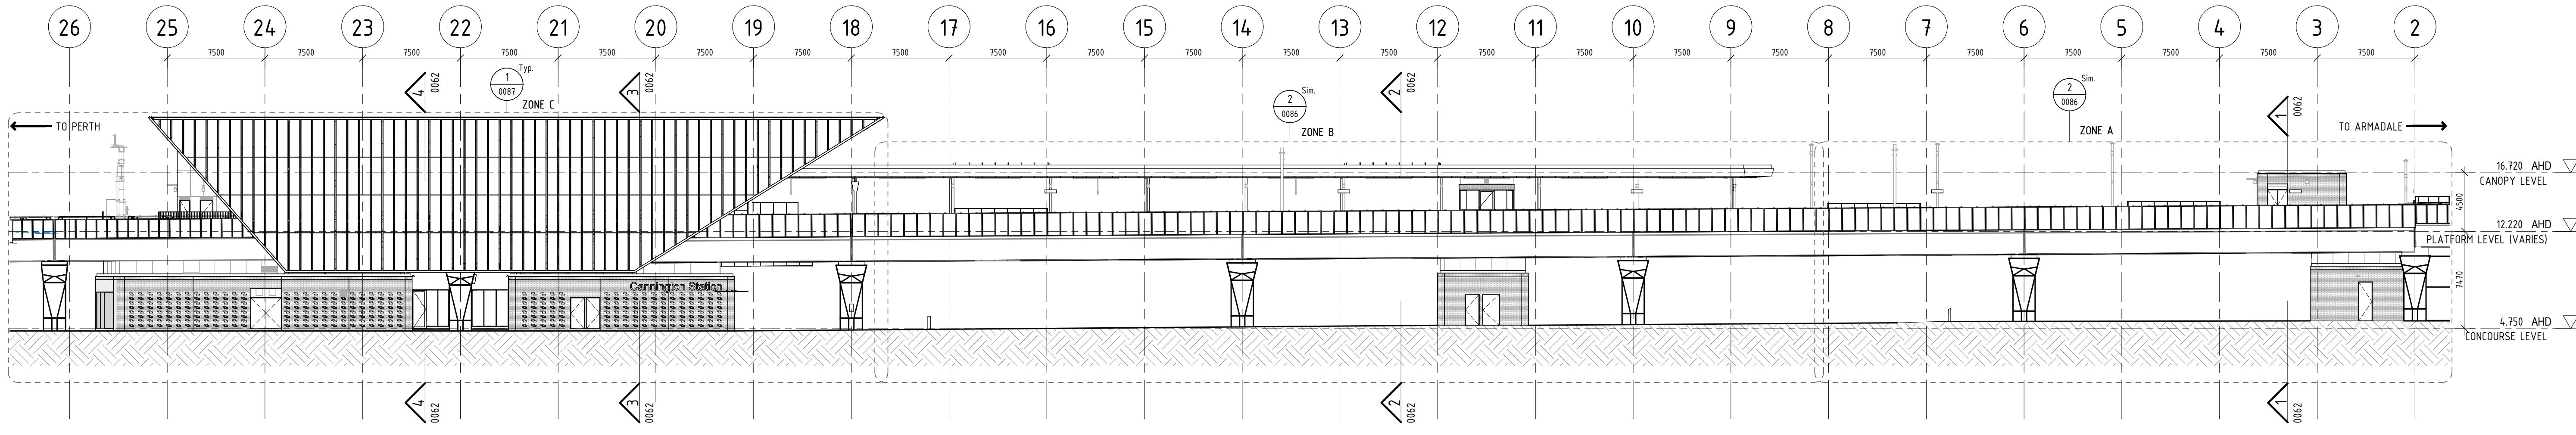 26 25 24 23 22 21 20 19 18 17 16 15 14 13 12 11 10 9 8 7 6 5 4 3 2
7500 7500 7500 7500 7500 7500 7500 7500 7500 7500 7500 7500 7500 7500 7500 7500 7500 7500 7500 7500 7500 7500 7500
4
0062
1
Typ.
0087
ZONE C
3
0062
2
Sim.
0086
ZONE B
2
0062
2
Sim.
0086
ZONE A
1
0062
TO PERTH
TO ARMADALE
16.720 AHD
CANOPY LEVEL
4500
12.220 AHD
PLATFORM LEVEL (VARIES)
7470
4.750 AHD
CONCOURSE LEVEL
Cannington Station
4
0062
3
0062
2
0062
1
0062